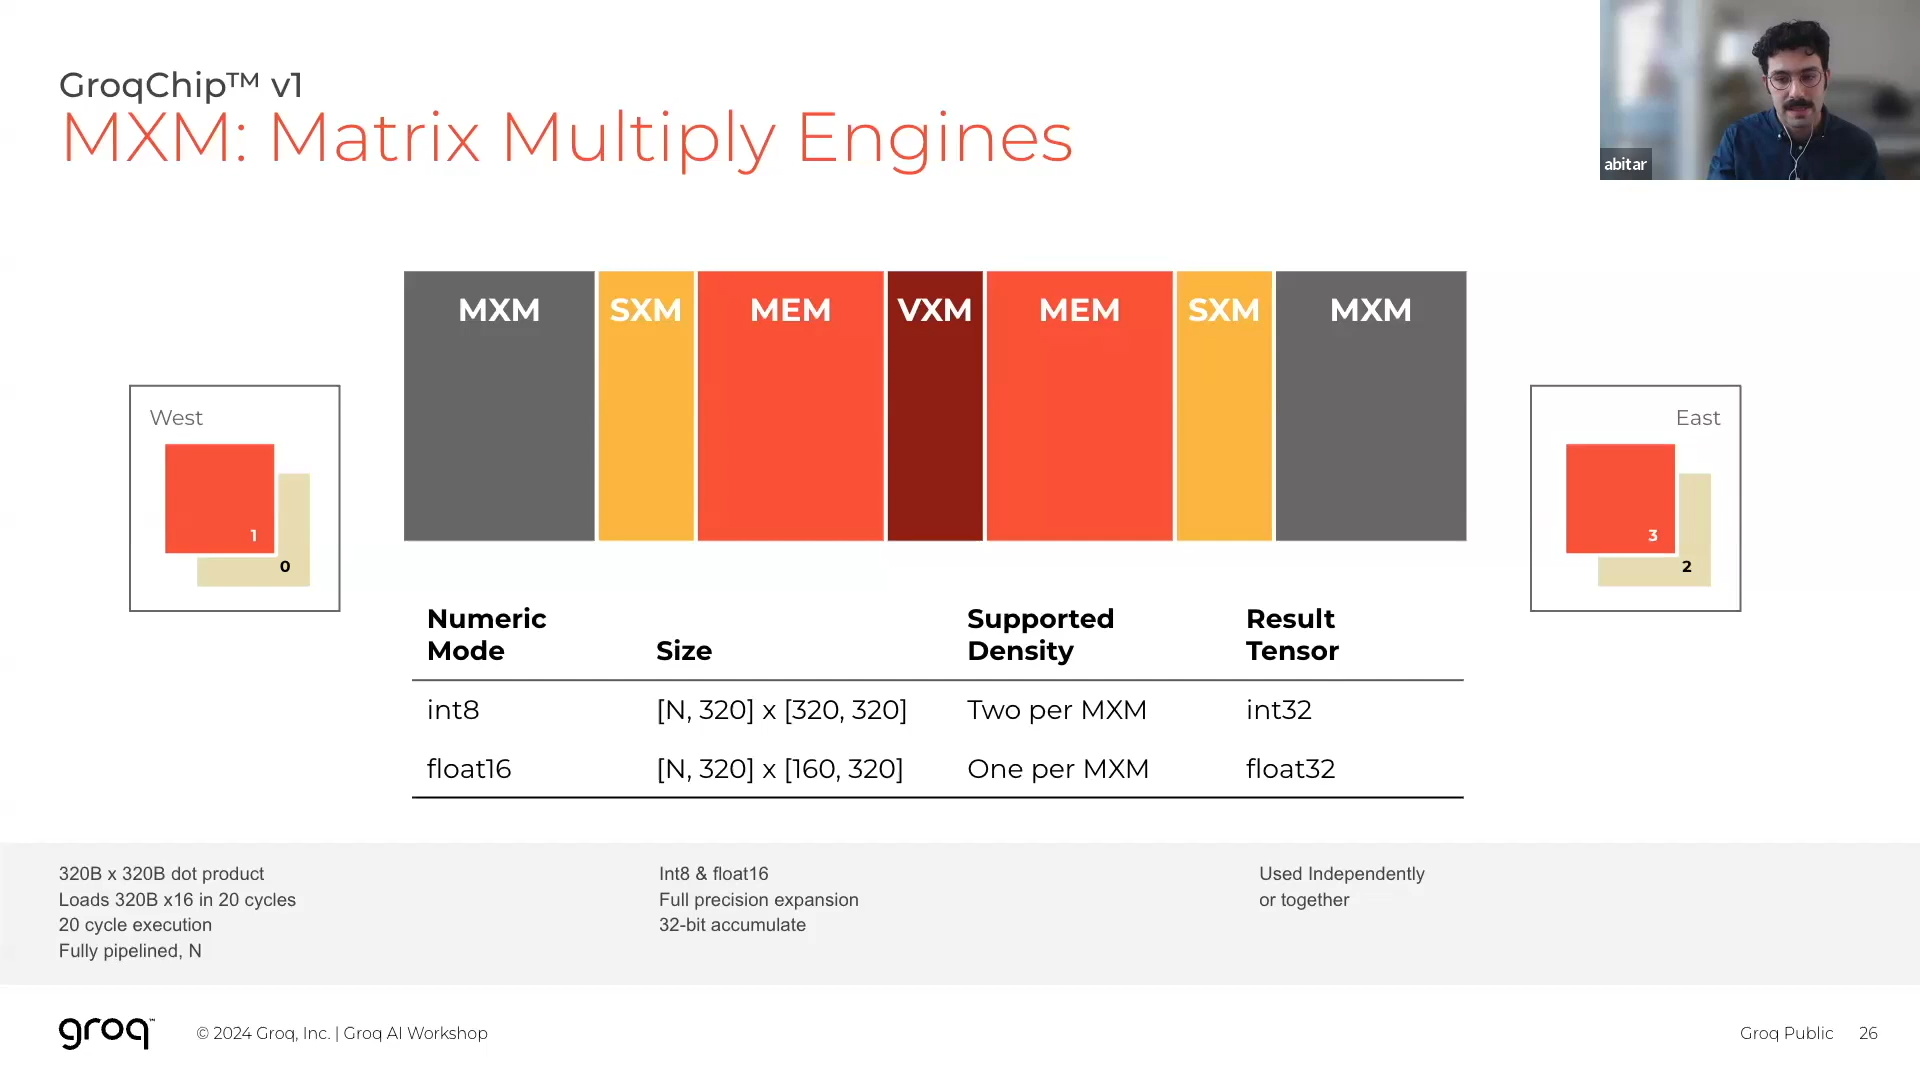 GroqChip™ v1
MXM: Matrix Multiply Engines
abitar
MXM SXM MEM VXM MEM SXM MXM
West
1
0
East
3
2
Numeric Mode Size Supported Density Result Tensor
int8 [N, 320] x [320, 320] Two per MXM int32
float16 [N, 320] x [160, 320] One per MXM float32
320B x 320B dot product
Loads 320B x16 in 20 cycles
20 cycle execution
Fully pipelined, N
Int8 & float16
Full precision expansion
32-bit accumulate
Used Independently
or together
groq™
© 2024 Groq, Inc. | Groq AI Workshop
Groq Public 26